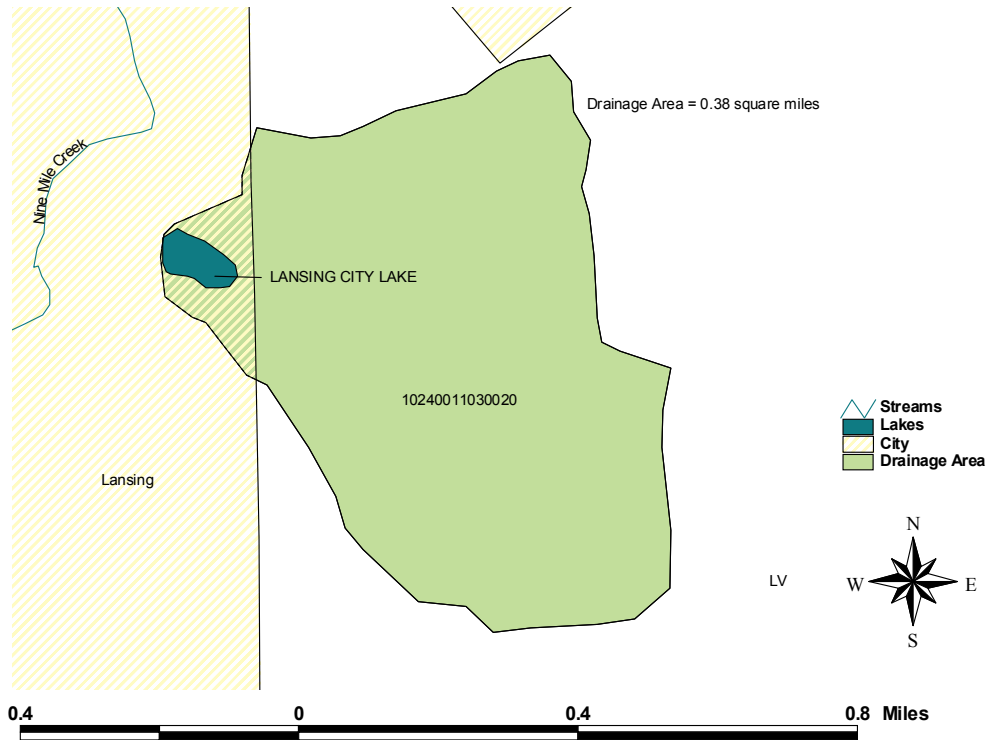 Drainage Area = 0.38 square miles
Nine Mile Creek
LANSING CITY LAKE
10240011030020
Streams
Lakes
City
Drainage Area
Lansing
LV
N
W E
S
0.4 0 0.4 0.8 Miles